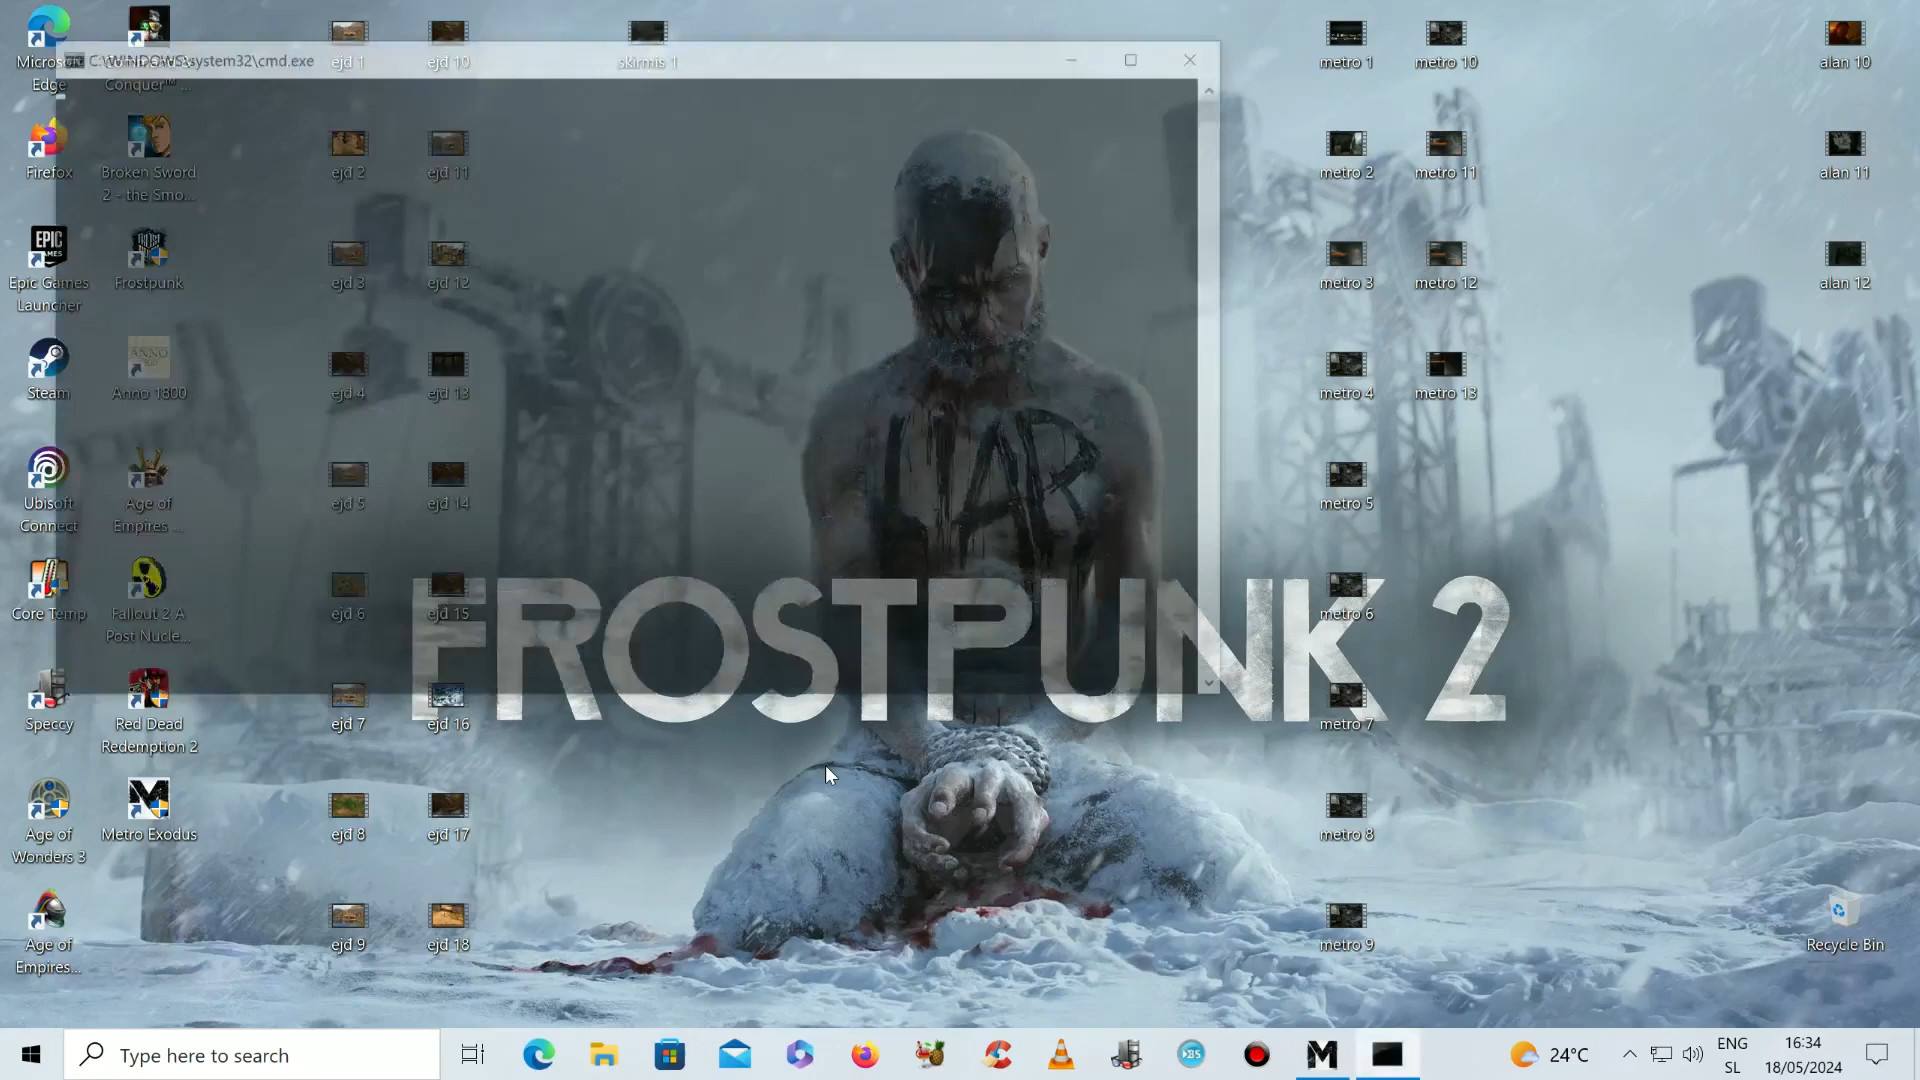 C:\WINDOWS\system32\cmd.exe
Microsoft
Edge
Command &
Conquer™ ...
ejd 1
ejd 10
skirmis 1
metro 1
metro 10
alan 10
Firefox
Broken Sword
2 - the Smo...
ejd 2
ejd 11
metro 2
metro 11
alan 11
EPIC
GAMES
Epic Games
Launcher
Frostpunk
ejd 3
ejd 12
metro 3
metro 12
alan 12
Steam
ANNO
Anno 1800
ejd 4
ejd 13
metro 4
metro 13
WAR
Ubisoft
Connect
Age of
Empires ...
ejd 5
ejd 14
metro 5
Core Temp
Fallout 2 A
Post Nucle...
ejd 6
ejd 15
metro 6
FROSTPUNK 2
Speccy
Red Dead
Redemption 2
ejd 7
ejd 16
metro 7
Age of
Wonders 3
Metro Exodus
ejd 8
ejd 17
metro 8
Age of
Empires...
ejd 9
ejd 18
metro 9
Recycle Bin
Type here to search
24°C
ENG
SL
16:34
18/05/2024